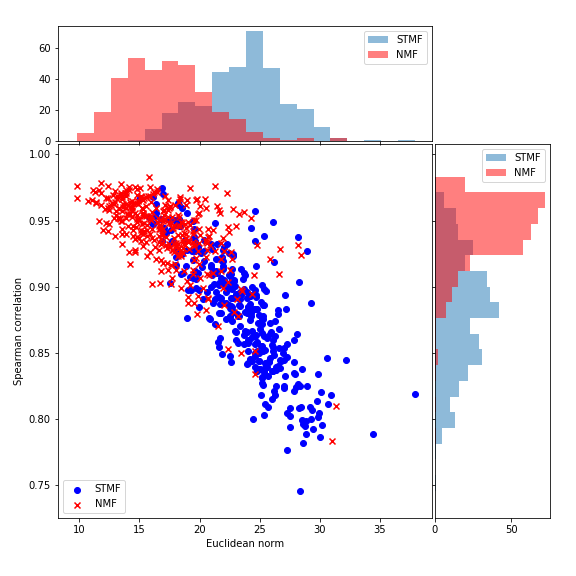 STMF
NMF
60
40
20
0
STMF
NMF
1.00
0.95
0.90
0.85
0.80
0.75
Spearman correlation
STMF
NMF
10 15 20 25 30 35
Euclidean norm
0 50